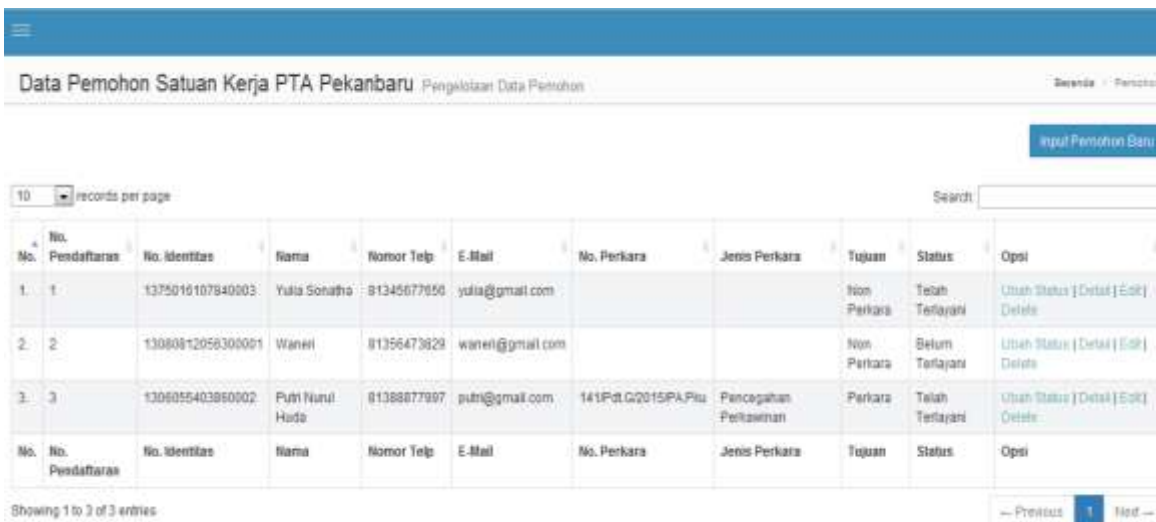 Data Pemohon Satuan Kerja PTA Pekanbaru Pengelolaan Data Pemohon
Beranda
Input Pemohon Baru
10 records per page
Search:
No. No. Pendaftaran No. Identitas Nama Nomor Telp E-Mail No. Perkara Jenis Perkara Tujuan Status Opsi
1. 1 1375016107840003 Yulia Sonatha 81345677656 yulia@gmail.com Non Perkara Telah Terlayani Ubah Status | Detail | Edit | Delete
2. 2 13080812056300001 Waneri 81356473829 waneri@gmail.com Non Perkara Belum Terlayani Ubah Status | Detail | Edit | Delete
3. 3 1306055403860002 Putri Nurul Huda 81388877997 putri@gmail.com 141/Pdt.G/2015/PA.Pku Pencegahan Perkawinan Perkara Telah Terlayani Ubah Status | Detail | Edit | Delete
No. No. Pendaftaran No. Identitas Nama Nomor Telp E-Mail No. Perkara Jenis Perkara Tujuan Status Opsi
Showing 1 to 3 of 3 entries
← Previous 1 Next →